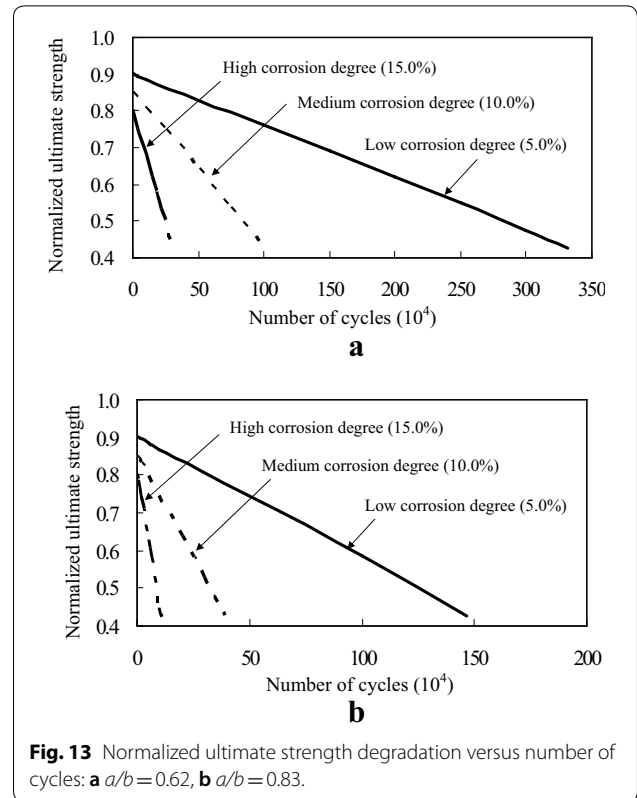 1.0
0.9
0.8
0.7
0.6
0.5
0.4
Normalized ultimate strength
High corrosion degree (15.0%)
Medium corrosion degree (10.0%)
Low corrosion degree (5.0%)
0 50 100 150 200 250 300 350
Number of cycles (10⁴)
a
1.0
0.9
0.8
0.7
0.6
0.5
0.4
Normalized ultimate strength
High corrosion degree (15.0%)
Medium corrosion degree (10.0%)
Low corrosion degree (5.0%)
0 50 100 150 200
Number of cycles (10⁴)
b
Fig. 13 Normalized ultimate strength degradation versus number of
cycles: a a/b = 0.62, b a/b = 0.83.